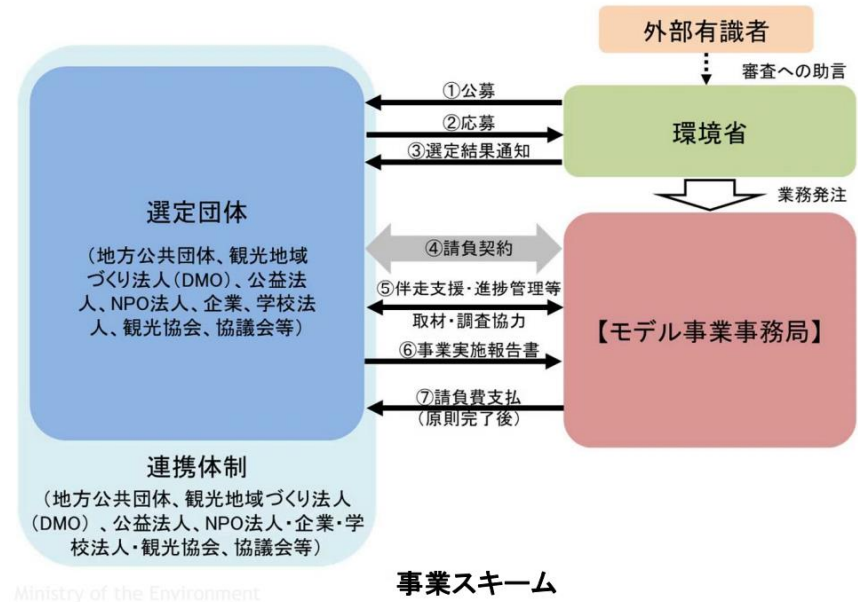 外部有識者
審査への助言
環境省
業務発注
①公募
②応募
③選定結果通知
選定団体
（地方公共団体、観光地域
づくり法人（DMO）、公益法
人、NPO法人、企業、学校法
人、観光協会、協議会等）
④請負契約
⑤伴走支援・進捗管理等
取材・調査協力
⑥事業実施報告書
⑦請負費支払
（原則完了後）
【モデル事業事務局】
連携体制
（地方公共団体、観光地域づくり法人
（DMO）、公益法人、NPO法人・企業・学
校法人・観光協会、協議会等）
事業スキーム
Ministry of the Environment